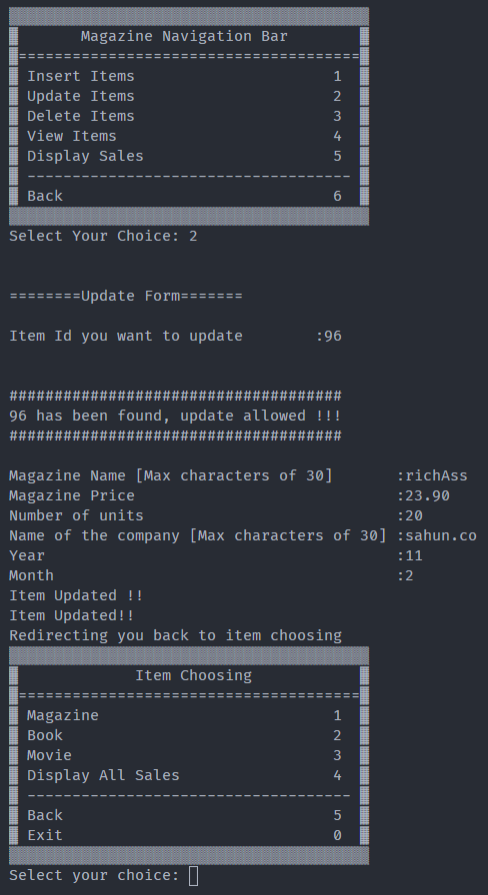 Magazine Navigation Bar
======================================
Insert Items 1
Update Items 2
Delete Items 3
View Items 4
Display Sales 5
------------------------------------
Back 6
Select Your Choice: 2
========Update Form=======
Item Id you want to update        :96
#####################################
96 has been found, update allowed !!!
#####################################
Magazine Name [Max characters of 30]       :richAss
Magazine Price                             :23.90
Number of units                            :20
Name of the company [Max characters of 30] :sahun.co
Year                                       :11
Month                                      :2
Item Updated !!
Item Updated!!
Redirecting you back to item choosing
Item Choosing
======================================
Magazine 1
Book 2
Movie 3
Display All Sales 4
------------------------------------
Back 5
Exit 0
Select your choice: